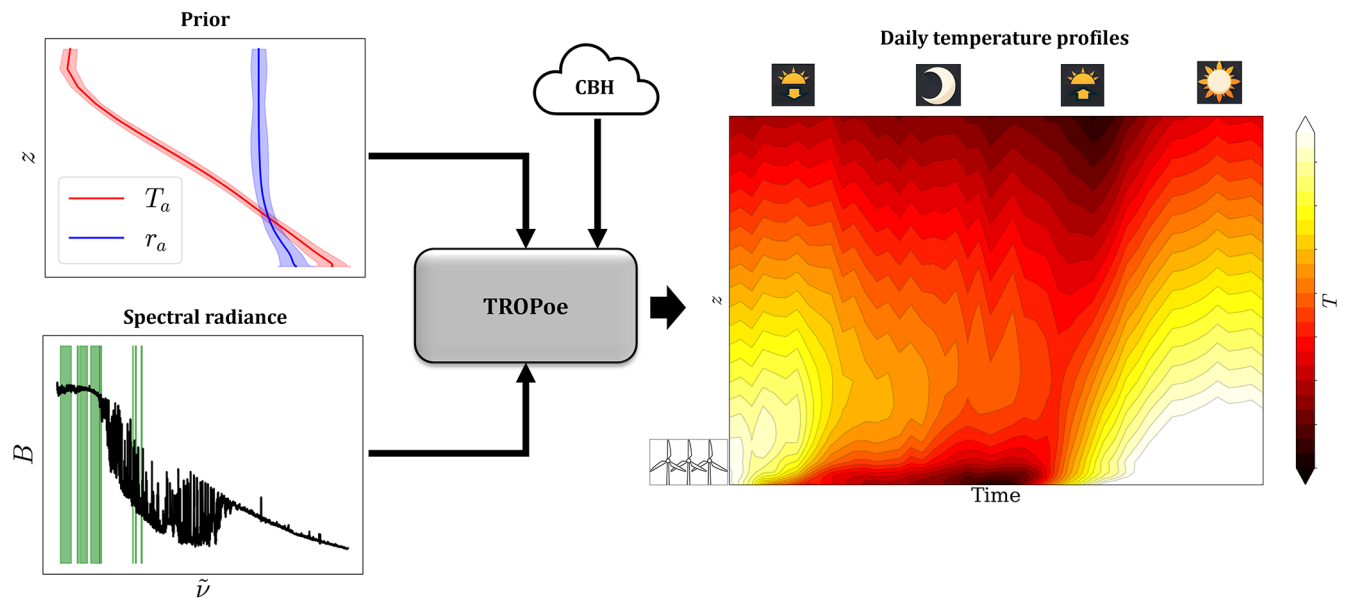 Prior
z
T_a
r_a
Spectral radiance
B
ν̃
CBH
TROPoe
Daily temperature profiles
z
Time
T